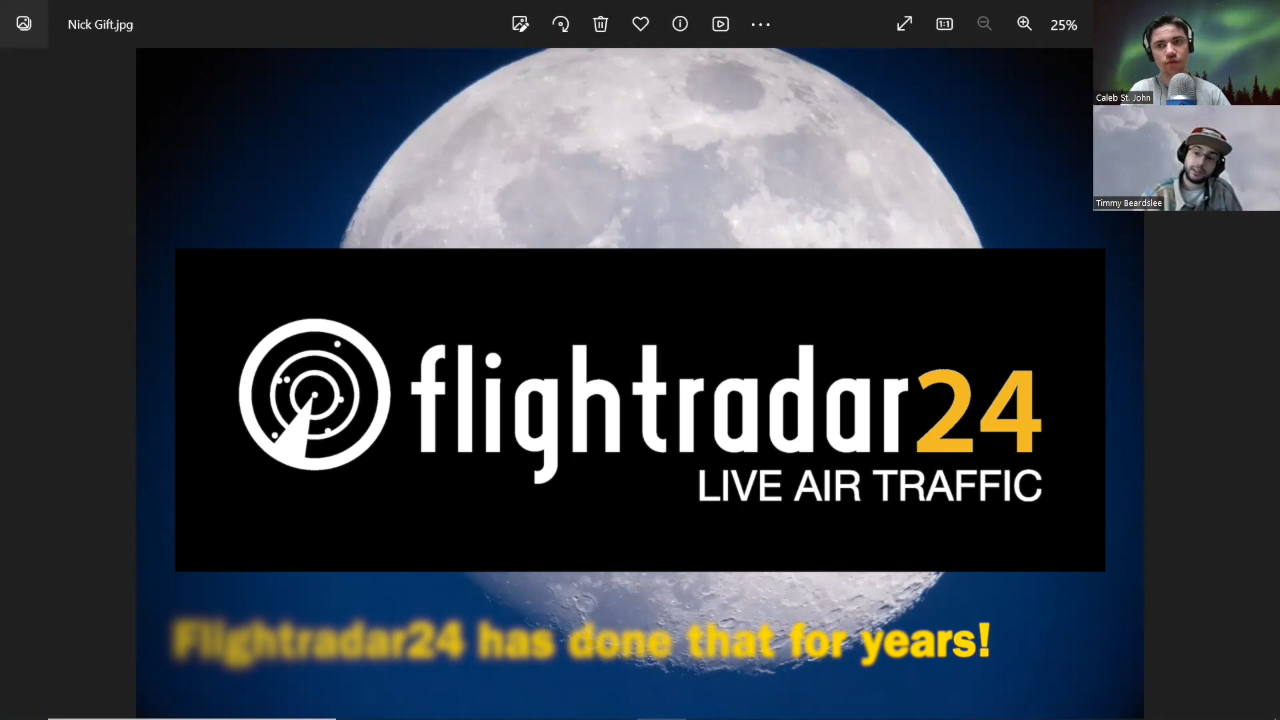 Nick Gift.jpg
25%
Caleb St. John
Timmy Beardslee
flightradar24
LIVE AIR TRAFFIC
Flightradar24 has done that for years!